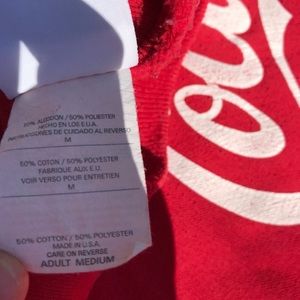 50% ALGODON / 50% POLYESTER
HECHO EN LOS E.U.A.
INSTRUCCIONES DE CUIDADO AL REVERSO
M
50% COTON / 50% POLYESTER
FABRIQUE AUX E.U.
VOIR VERSO POUR ENTRETIEN
M
50% COTTON / 50% POLYESTER
MADE IN U.S.A.
CARE ON REVERSE
ADULT MEDIUM